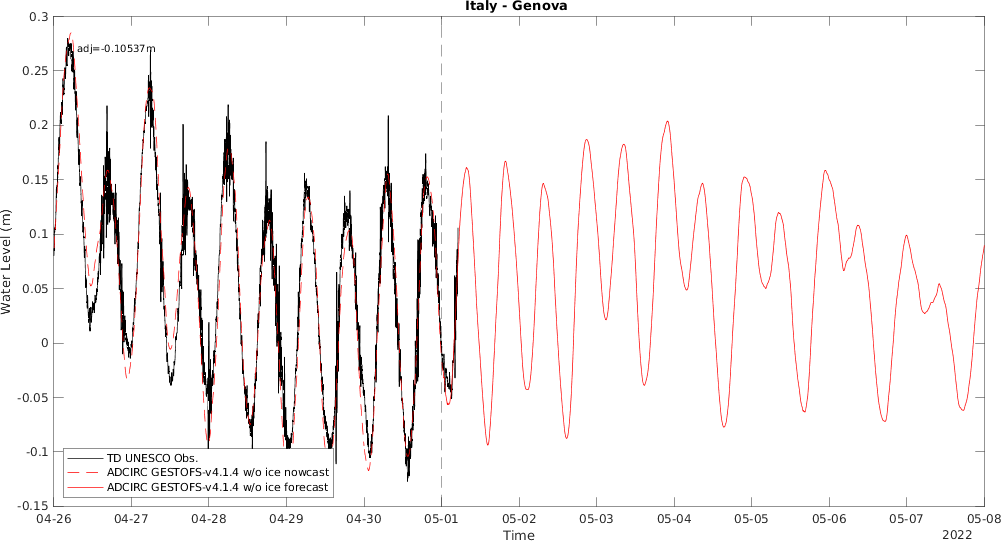 Italy - Genova
adj=-0.10537m
0.3
0.25
0.2
0.15
0.1
0.05
0
-0.05
-0.1
-0.15
Water Level (m)
TD UNESCO Obs.
ADCIRC GESTOFS-v4.1.4 w/o ice nowcast
ADCIRC GESTOFS-v4.1.4 w/o ice forecast
04-26 04-27 04-28 04-29 04-30 05-01 05-02 05-03 05-04 05-05 05-06 05-07 05-08
Time
2022